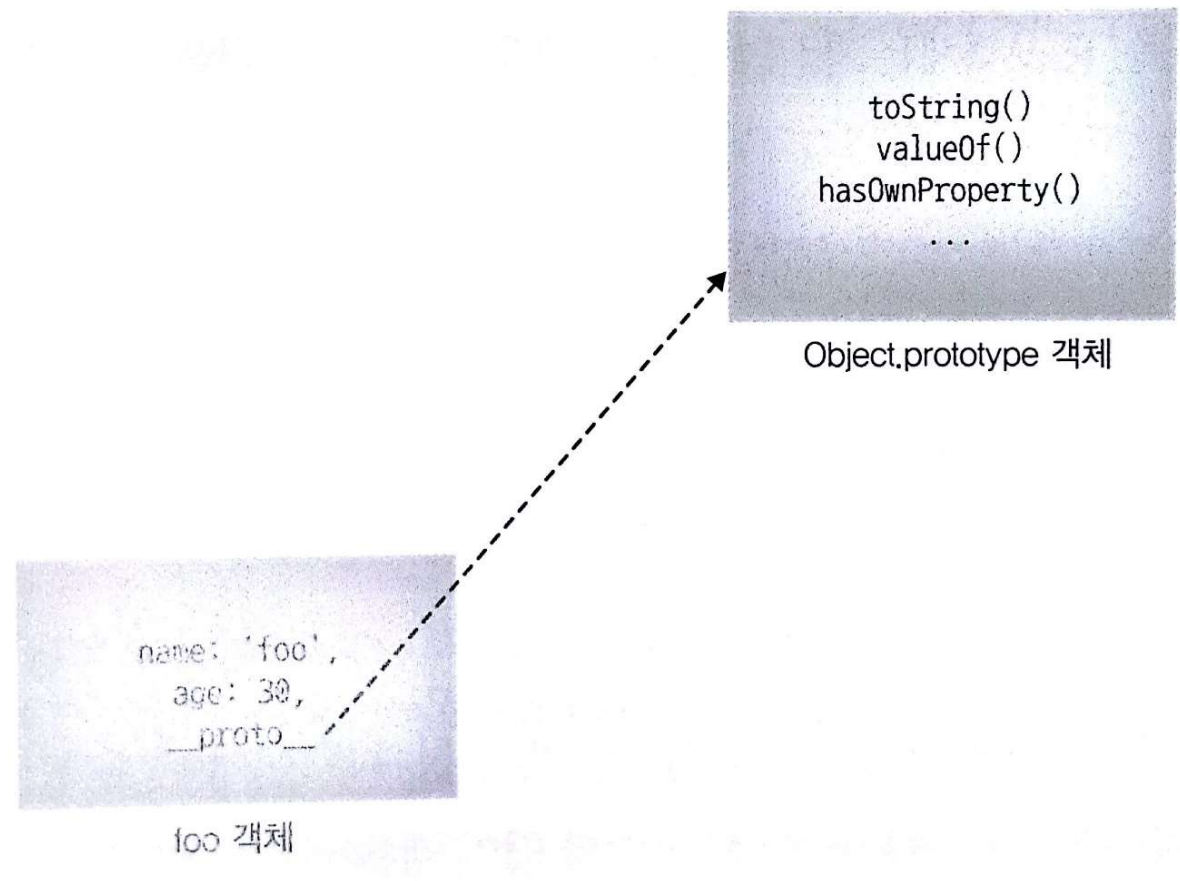 toString()
valueOf()
hasOwnProperty()
...
Object.prototype 객체
name: 'foo',
age: 30,
__proto__
foo 객체